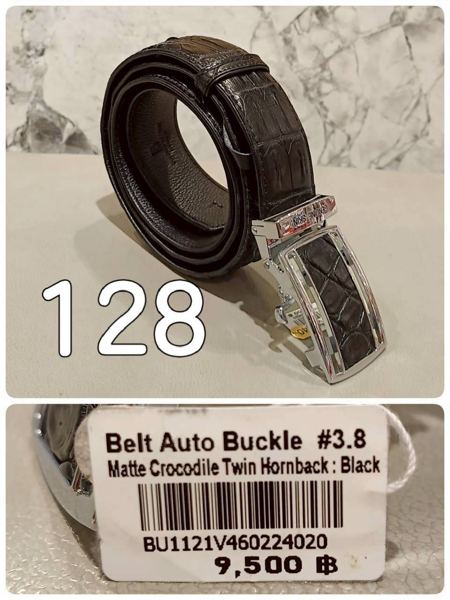 128
Belt Auto Buckle #3.8
Matte Crocodile Twin Hornback : Black
BU1121V460224020
9,500 ฿